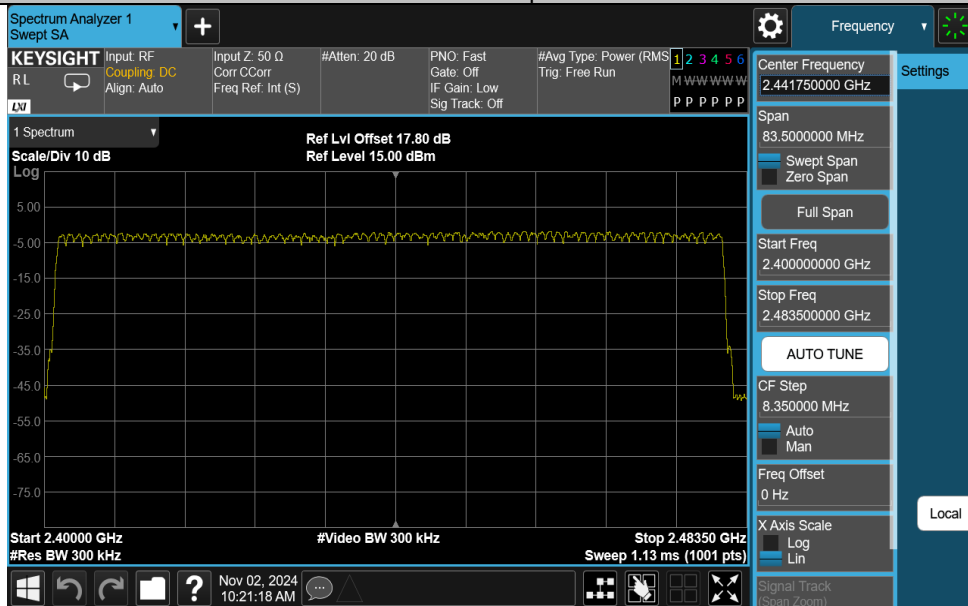 Spectrum Analyzer 1
Swept SA
+
Frequency
KEYSIGHT
RL
LXI
Input: RF
Coupling: DC
Align: Auto
Input Z: 50 Ω
Corr CCorr
Freq Ref: Int (S)
#Atten: 20 dB
PNO: Fast
Gate: Off
IF Gain: Low
Sig Track: Off
#Avg Type: Power (RMS
Trig: Free Run
1 2 3 4 5 6
M W W W W W
P P P P P P
1 Spectrum
Scale/Div 10 dB
Log
Ref Lvl Offset 17.80 dB
Ref Level 15.00 dBm
5.00
-5.00
-15.0
-25.0
-35.0
-45.0
-55.0
-65.0
-75.0
Start 2.40000 GHz
#Res BW 300 kHz
#Video BW 300 kHz
Stop 2.48350 GHz
Sweep 1.13 ms (1001 pts)
Center Frequency
2.441750000 GHz
Span
83.5000000 MHz
Swept Span
Zero Span
Full Span
Start Freq
2.400000000 GHz
Stop Freq
2.483500000 GHz
AUTO TUNE
CF Step
8.350000 MHz
Auto
Man
Freq Offset
0 Hz
X Axis Scale
Log
Lin
Signal Track
(Span Zoom)
Settings
Local
?
Nov 02, 2024
10:21:18 AM